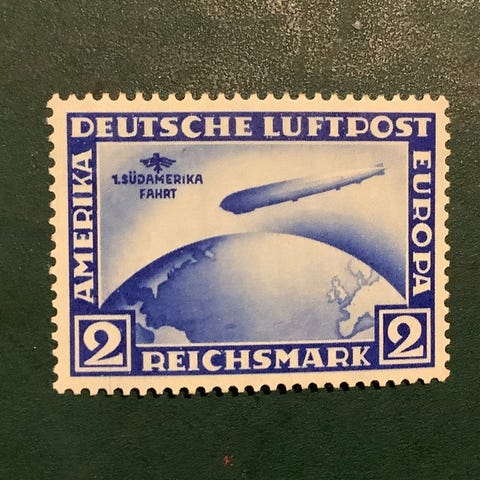 DEUTSCHE LUFTPOST
AMERIKA
1.SÜDAMERIKA
FAHRT
EUROPA
2
REICHSMARK
2